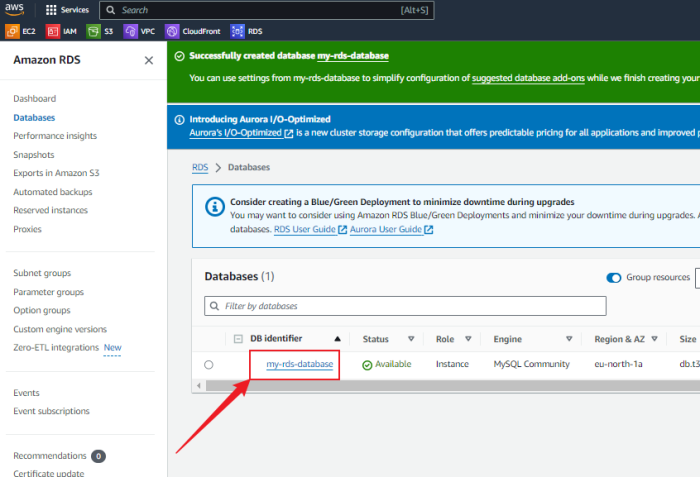 aws
Services
Search
[Alt+S]
EC2
IAM
S3
VPC
CloudFront
RDS
Amazon RDS
Dashboard
Databases
Performance insights
Snapshots
Exports in Amazon S3
Automated backups
Reserved instances
Proxies
Subnet groups
Parameter groups
Option groups
Custom engine versions
Zero-ETL integrations New
Events
Event subscriptions
Recommendations 0
Certificate update
Successfully created database my-rds-database
You can use settings from my-rds-database to simplify configuration of suggested database add-ons while we finish creating your
Introducing Aurora I/O-Optimized
Aurora's I/O-Optimized is a new cluster storage configuration that offers predictable pricing for all applications and improved p
RDS > Databases
Consider creating a Blue/Green Deployment to minimize downtime during upgrades
You may want to consider using Amazon RDS Blue/Green Deployments and minimize your downtime during upgrades. A
databases. RDS User Guide Aurora User Guide
Databases (1)
Group resources
Filter by databases
DB identifier Status Role Engine Region & AZ Size
my-rds-database Available Instance MySQL Community eu-north-1a db.t3